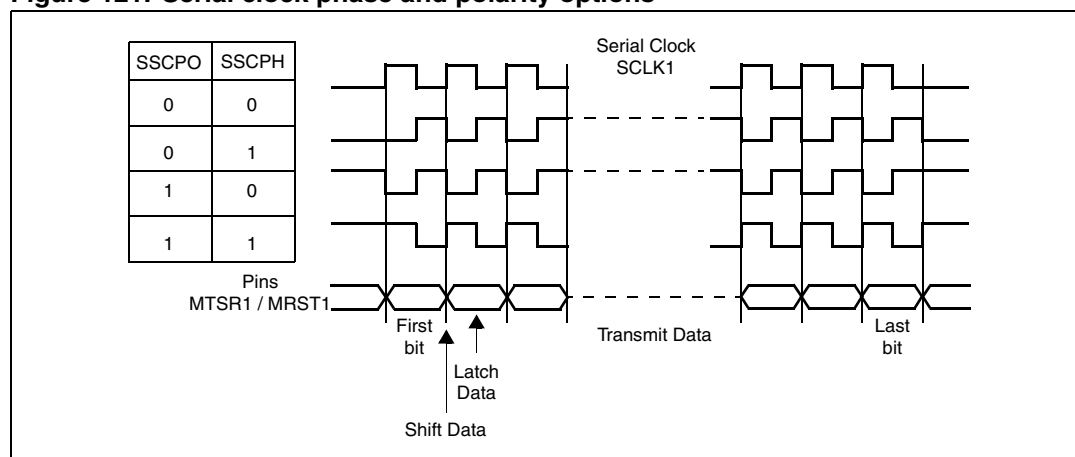 Figure 121. Serial clock phase and polarity options
SSCPO SSCPH
0 0
0 1
1 0
1 1
Serial Clock
SCLK1
Pins
MTSR1 / MRST1
First
bit
Latch
Data
Shift Data
Transmit Data
Last
bit